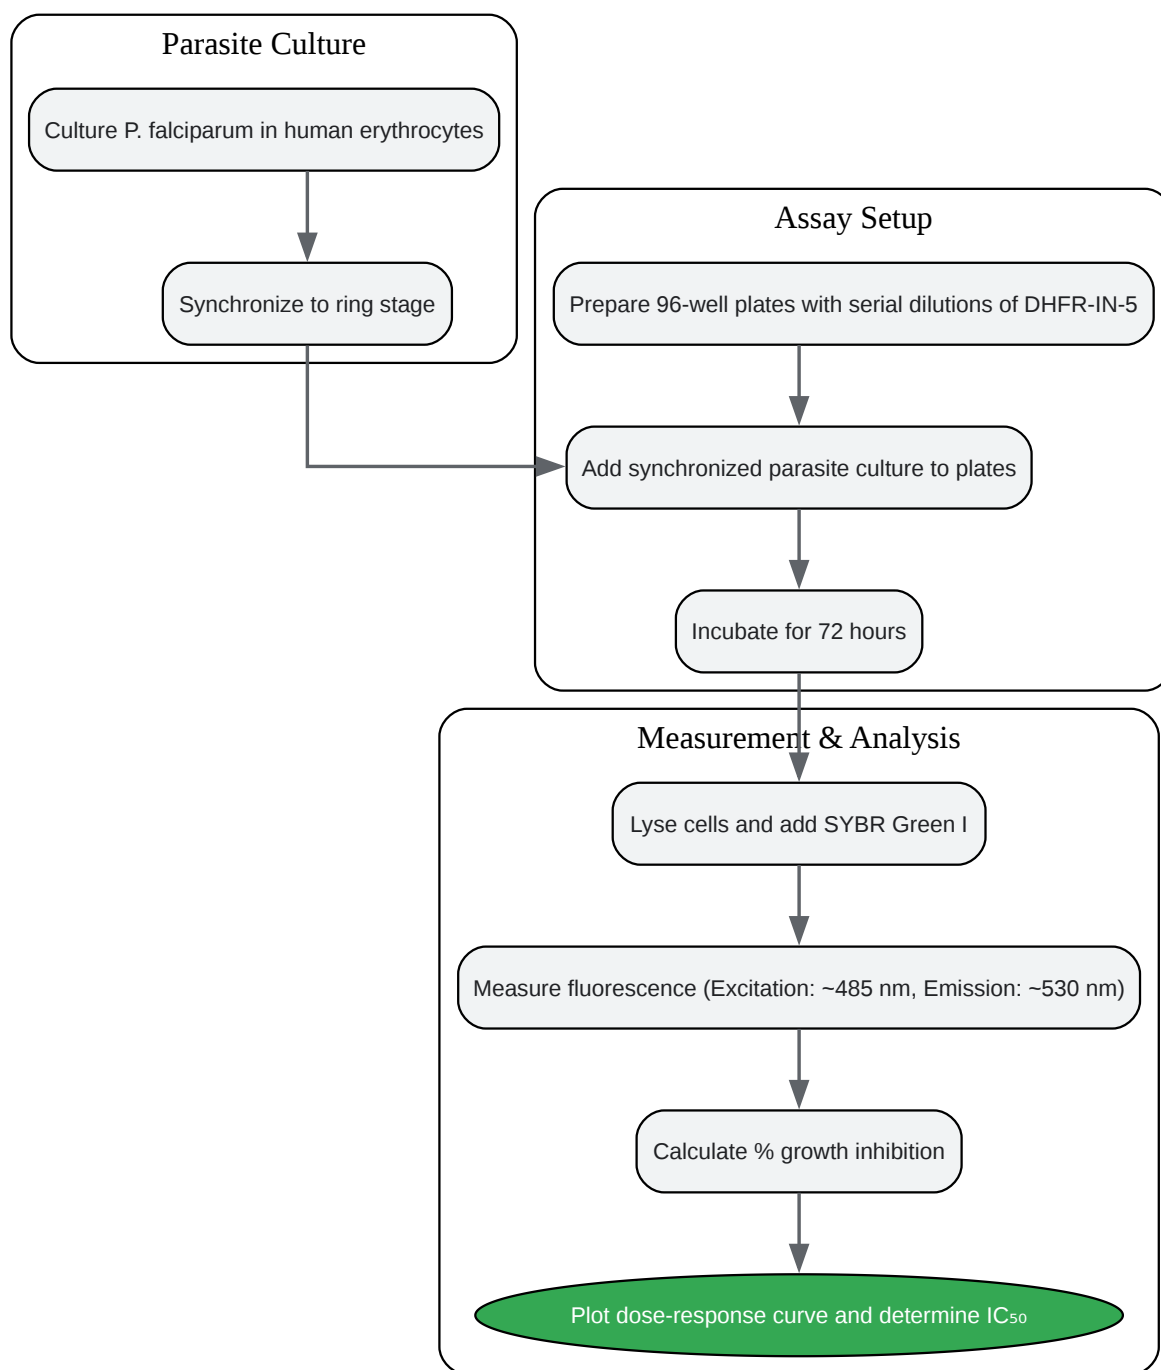 Parasite Culture
Culture P. falciparum in human erythrocytes
Synchronize to ring stage
Assay Setup
Prepare 96-well plates with serial dilutions of DHFR-IN-5
Add synchronized parasite culture to plates
Incubate for 72 hours
Measurement & Analysis
Lyse cells and add SYBR Green I
Measure fluorescence (Excitation: ~485 nm, Emission: ~530 nm)
Calculate % growth inhibition
Plot dose-response curve and determine IC₅₀